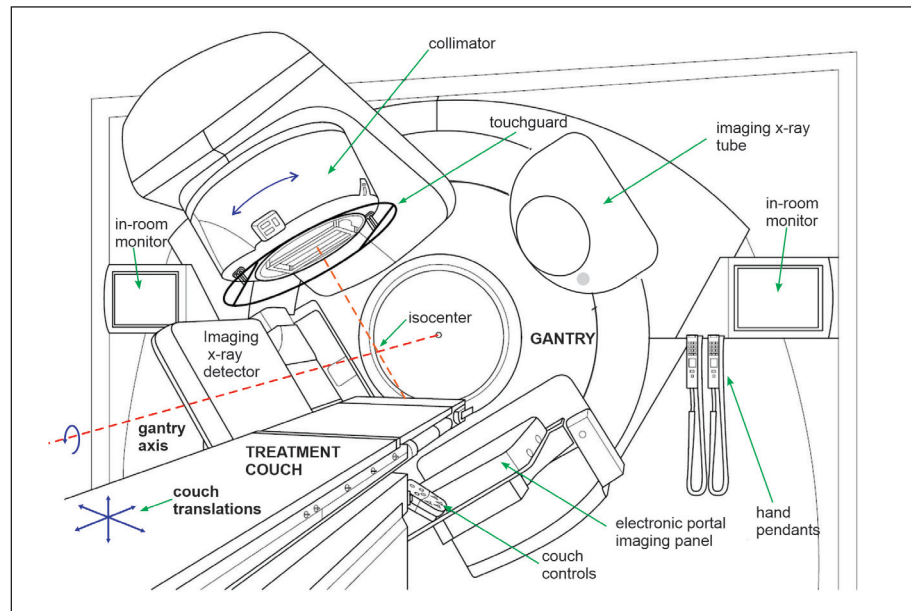 collimator
touchguard
imaging x-ray
tube
in-room
monitor
in-room
monitor
isocenter
Imaging
x-ray
detector
GANTRY
gantry
axis
TREATMENT
COUCH
couch
translations
electronic portal
imaging panel
hand
pendants
couch
controls